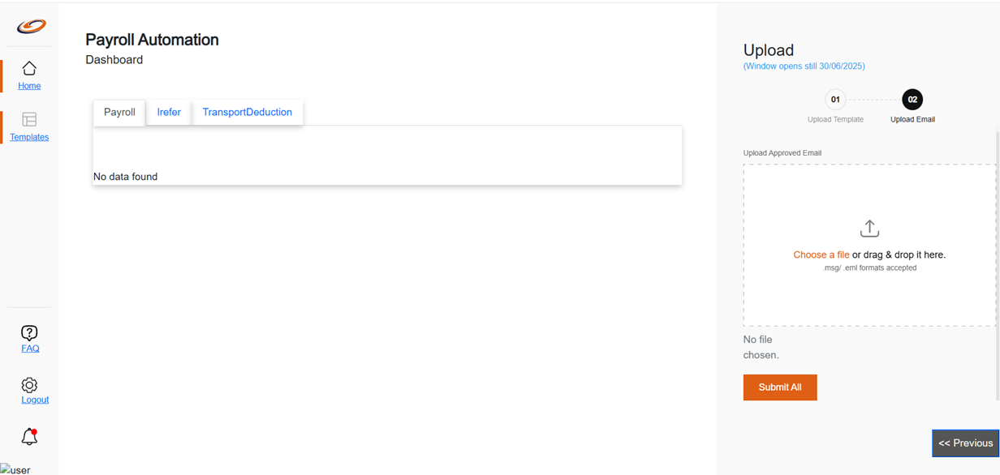 Home
Templates
FAQ
Logout
user
Payroll Automation
Dashboard
Payroll Irefer TransportDeduction
No data found
Upload
(Window opens still 30/06/2025)
01 02
Upload Template Upload Email
Upload Approved Email
Choose a file or drag & drop it here.
.msg/ .eml formats accepted
No file
chosen.
Submit All
<< Previous